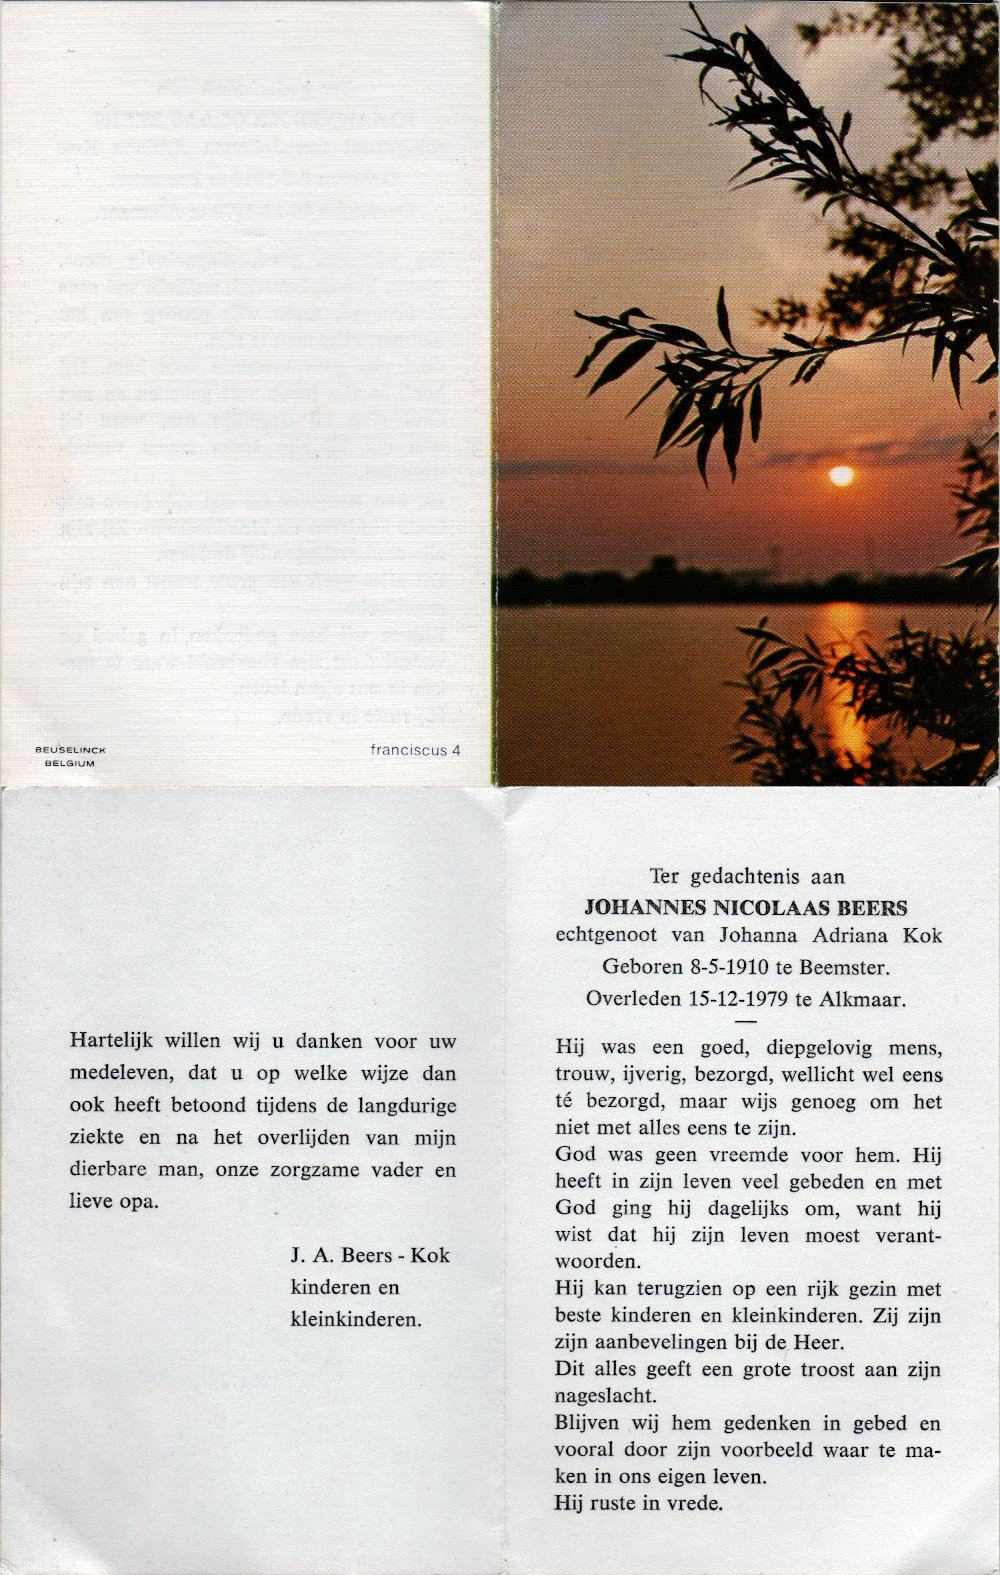 BEUSELINCK
BELGIUM
franciscus 4
Hartelijk willen wij u danken voor uw
medeleven, dat u op welke wijze dan
ook heeft betoond tijdens de langdurige
ziekte en na het overlijden van mijn
dierbare man, onze zorgzame vader en
lieve opa.
J. A. Beers - Kok
kinderen en
kleinkinderen.
Ter gedachtenis aan
JOHANNES NICOLAAS BEERS
echtgenoot van Johanna Adriana Kok
Geboren 8-5-1910 te Beemster.
Overleden 15-12-1979 te Alkmaar.
Hij was een goed, diepgelovig mens,
trouw, ijverig, bezorgd, wellicht wel eens
té bezorgd, maar wijs genoeg om het
niet met alles eens te zijn.
God was geen vreemde voor hem. Hij
heeft in zijn leven veel gebeden en met
God ging hij dagelijks om, want hij
wist dat hij zijn leven moest verant-
woorden.
Hij kan terugzien op een rijk gezin met
beste kinderen en kleinkinderen. Zij zijn
zijn aanbevelingen bij de Heer.
Dit alles geeft een grote troost aan zijn
nageslacht.
Blijven wij hem gedenken in gebed en
vooral door zijn voorbeeld waar te ma-
ken in ons eigen leven.
Hij ruste in vrede.